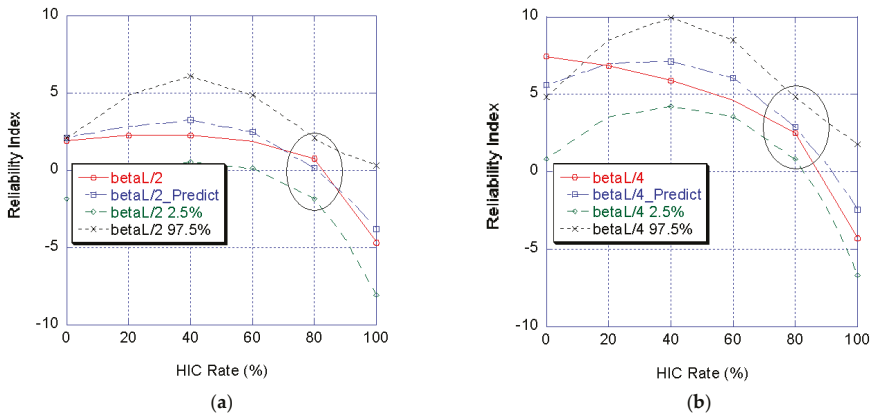 10
5
0
-5
-10
Reliability Index
betaL/2
betaL/2_Predict
betaL/2 2.5%
betaL/2 97.5%
0 20 40 60 80 100
HIC Rate (%)
(a)
10
5
0
-5
-10
Reliability Index
betaL/4
betaL/4_Predict
betaL/4 2.5%
betaL/4 97.5%
0 20 40 60 80 100
HIC Rate (%)
(b)